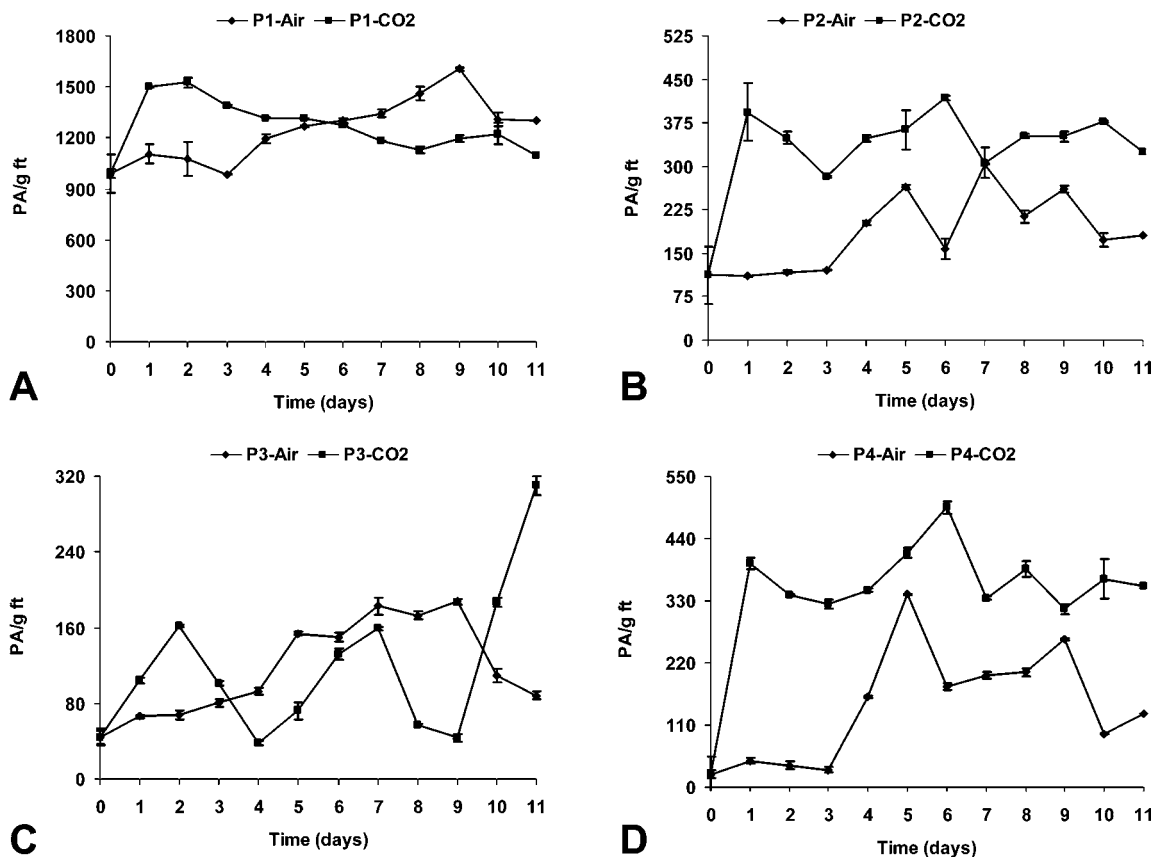 P1-Air P1-CO2
1800
1500
1200
900
600
300
0
PA/g ft
0 1 2 3 4 5 6 7 8 9 10 11
Time (days)
A
P2-Air P2-CO2
525
450
375
300
225
150
75
0
PA/g ft
0 1 2 3 4 5 6 7 8 9 10 11
Time (days)
B
P3-Air P3-CO2
320
240
160
80
0
PA/g ft
0 1 2 3 4 5 6 7 8 9 10 11
Time (days)
C
P4-Air P4-CO2
550
440
330
220
110
0
PA/g ft
0 1 2 3 4 5 6 7 8 9 10 11
Time (days)
D